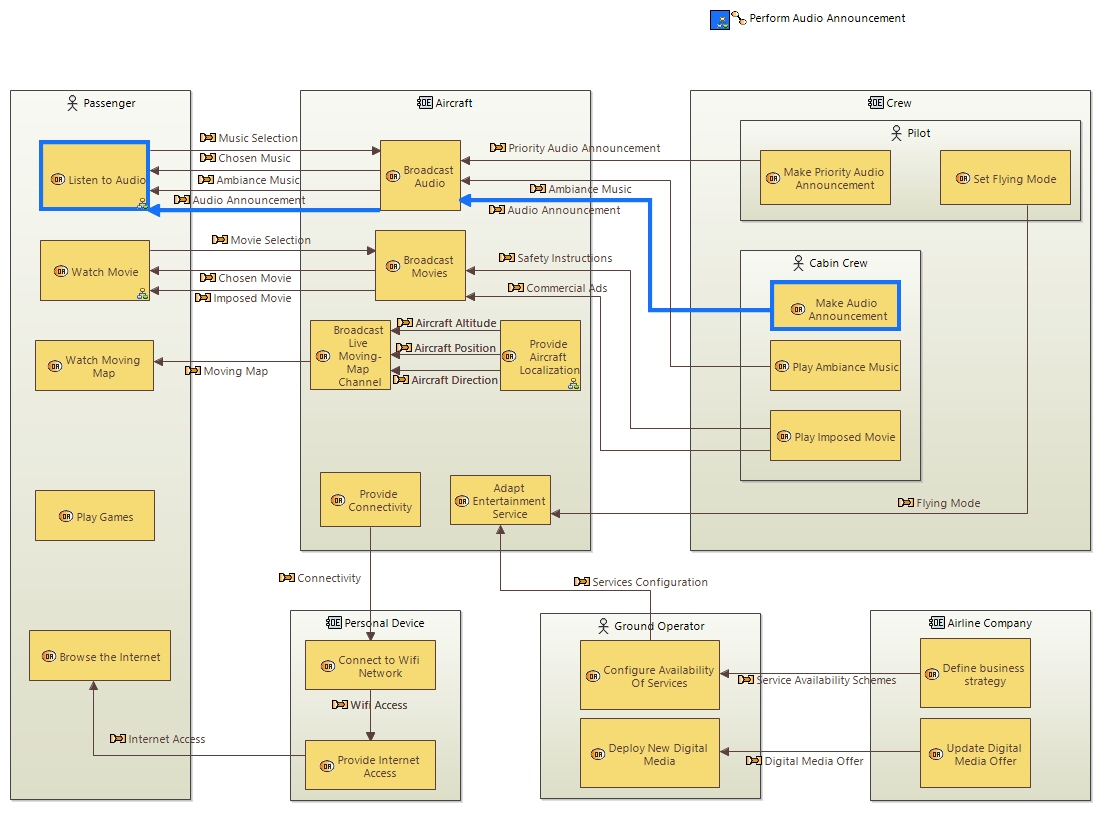 Perform Audio Announcement
Passenger
Listen to Audio
Watch Movie
Watch Moving
Map
Play Games
Browse the Internet
Music Selection
Chosen Music
Ambiance Music
Audio Announcement
Movie Selection
Chosen Movie
Imposed Movie
Moving Map
Internet Access
OE Aircraft
Broadcast
Audio
Broadcast
Movies
Broadcast
Live
Moving-
Map
Channel
Aircraft Altitude
Aircraft Position
Aircraft Direction
Provide
Aircraft
Localization
Provide
Connectivity
Adapt
Entertainment
Service
Priority Audio Announcement
Ambiance Music
Audio Announcement
Safety Instructions
Commercial Ads
OE Crew
Pilot
Make Priority Audio
Announcement
Set Flying Mode
Cabin Crew
Make Audio
Announcement
Play Ambiance Music
Play Imposed Movie
Flying Mode
Connectivity
Services Configuration
OE Personal Device
Connect to Wifi
Network
Wifi Access
Provide Internet
Access
Ground Operator
Configure Availability
Of Services
Deploy New Digital
Media
Service Availability Schemes
Digital Media Offer
OE Airline Company
Define business
strategy
Update Digital
Media Offer